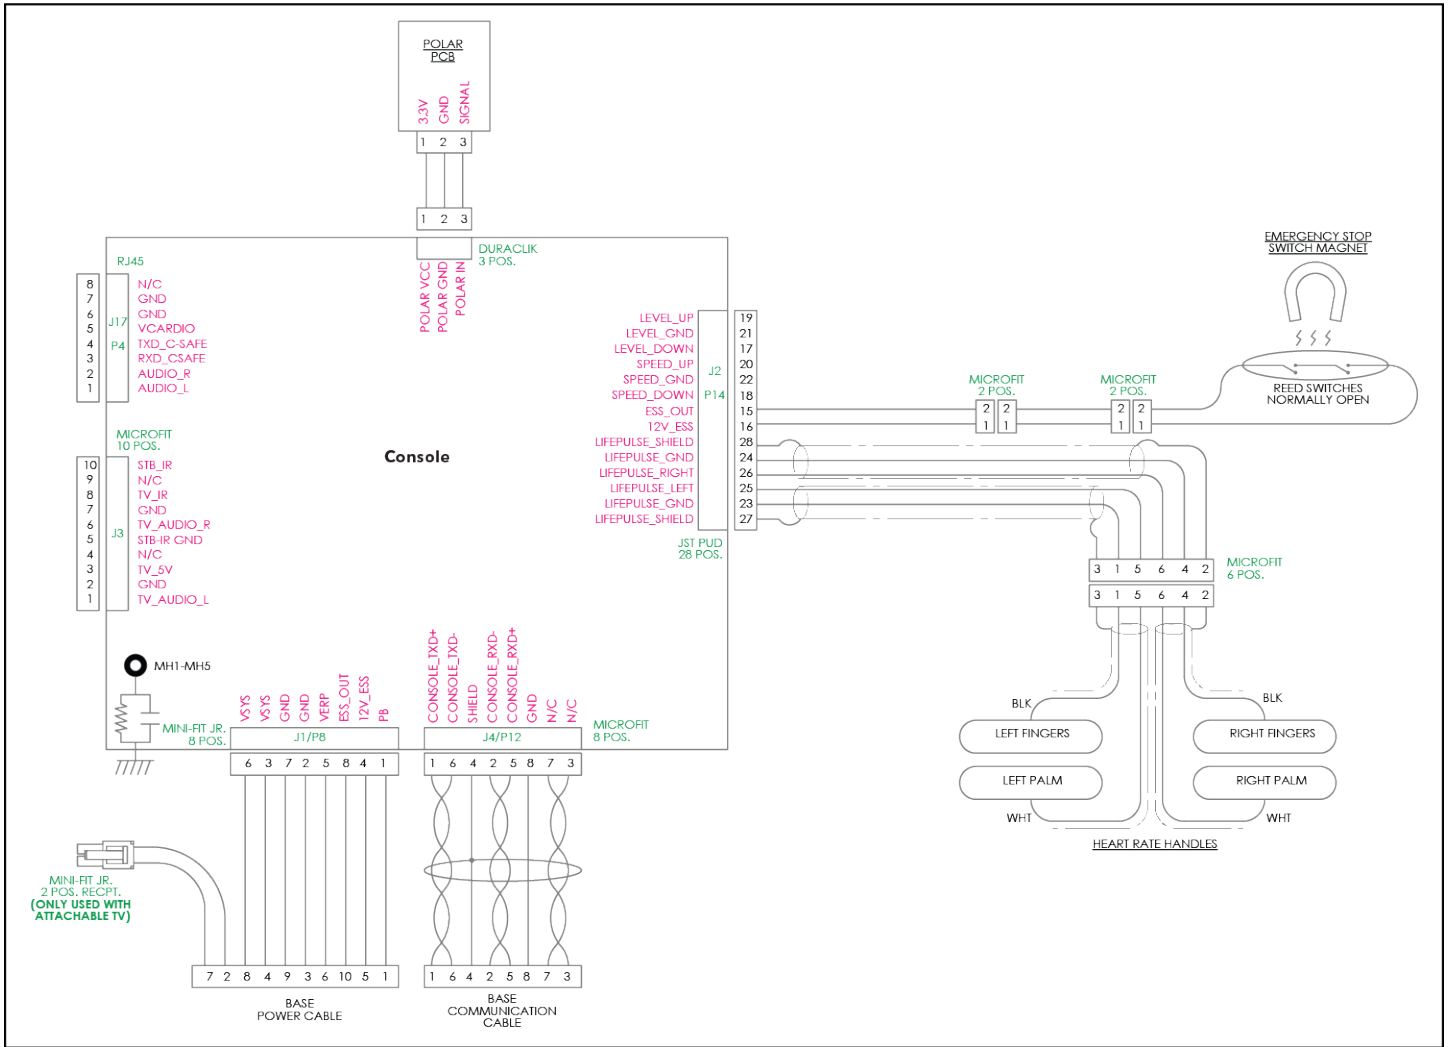 POLAR
PCB
3.3V
GND
SIGNAL
1 2 3
1 2 3
DURACLIK
3 POS.
POLAR VCC
POLAR GND
POLAR IN
RJ45
8 N/C
7 GND
6 GND
5 VCARDIO
4 TXD_C-SAFE
3 RXD_CSAFE
2 AUDIO_R
1 AUDIO_L
J17
P4
MICROFIT
10 POS.
10 STB_IR
9 N/C
8 TV_IR
7 GND
6 TV_AUDIO_R
5 STB-IR GND
4 N/C
3 TV_5V
2 GND
1 TV_AUDIO_L
J3
Console
LEVEL_UP 19
LEVEL_GND 21
LEVEL_DOWN 17
SPEED_UP 20
SPEED_GND 22
SPEED_DOWN 18
ESS_OUT 15
12V_ESS 16
LIFEPULSE_SHIELD 28
LIFEPULSE_GND 24
LIFEPULSE_RIGHT 26
LIFEPULSE_LEFT 25
LIFEPULSE_GND 23
LIFEPULSE_SHIELD 27
J2
P14
JST PUD
28 POS.
MICROFIT
2 POS.
2 2
1 1
MICROFIT
2 POS.
2 2
1 1
EMERGENCY STOP
SWITCH MAGNET
REED SWITCHES
NORMALLY OPEN
3 1 5 6 4 2
3 1 5 6 4 2
MICROFIT
6 POS.
BLK
BLK
LEFT FINGERS
RIGHT FINGERS
LEFT PALM
RIGHT PALM
WHT
WHT
HEART RATE HANDLES
MH1-MH5
MINI-FIT JR.
8 POS.
VSYS
VSYS
GND
GND
VERP
ESS_OUT
12V_ESS
PB
J1/P8
6 3 7 2 5 8 4 1
CONSOLE_TXD+
CONSOLE_TXD-
SHIELD
CONSOLE_RXD-
CONSOLE_RXD+
GND
N/C
N/C
J4/P12
MICROFIT
8 POS.
1 6 4 2 5 8 7 3
MINI-FIT JR.
2 POS. RECPT.
(ONLY USED WITH
ATTACHABLE TV)
7 2 8 4 9 3 6 10 5 1
BASE
POWER CABLE
1 6 4 2 5 8 7 3
BASE
COMMUNICATION
CABLE